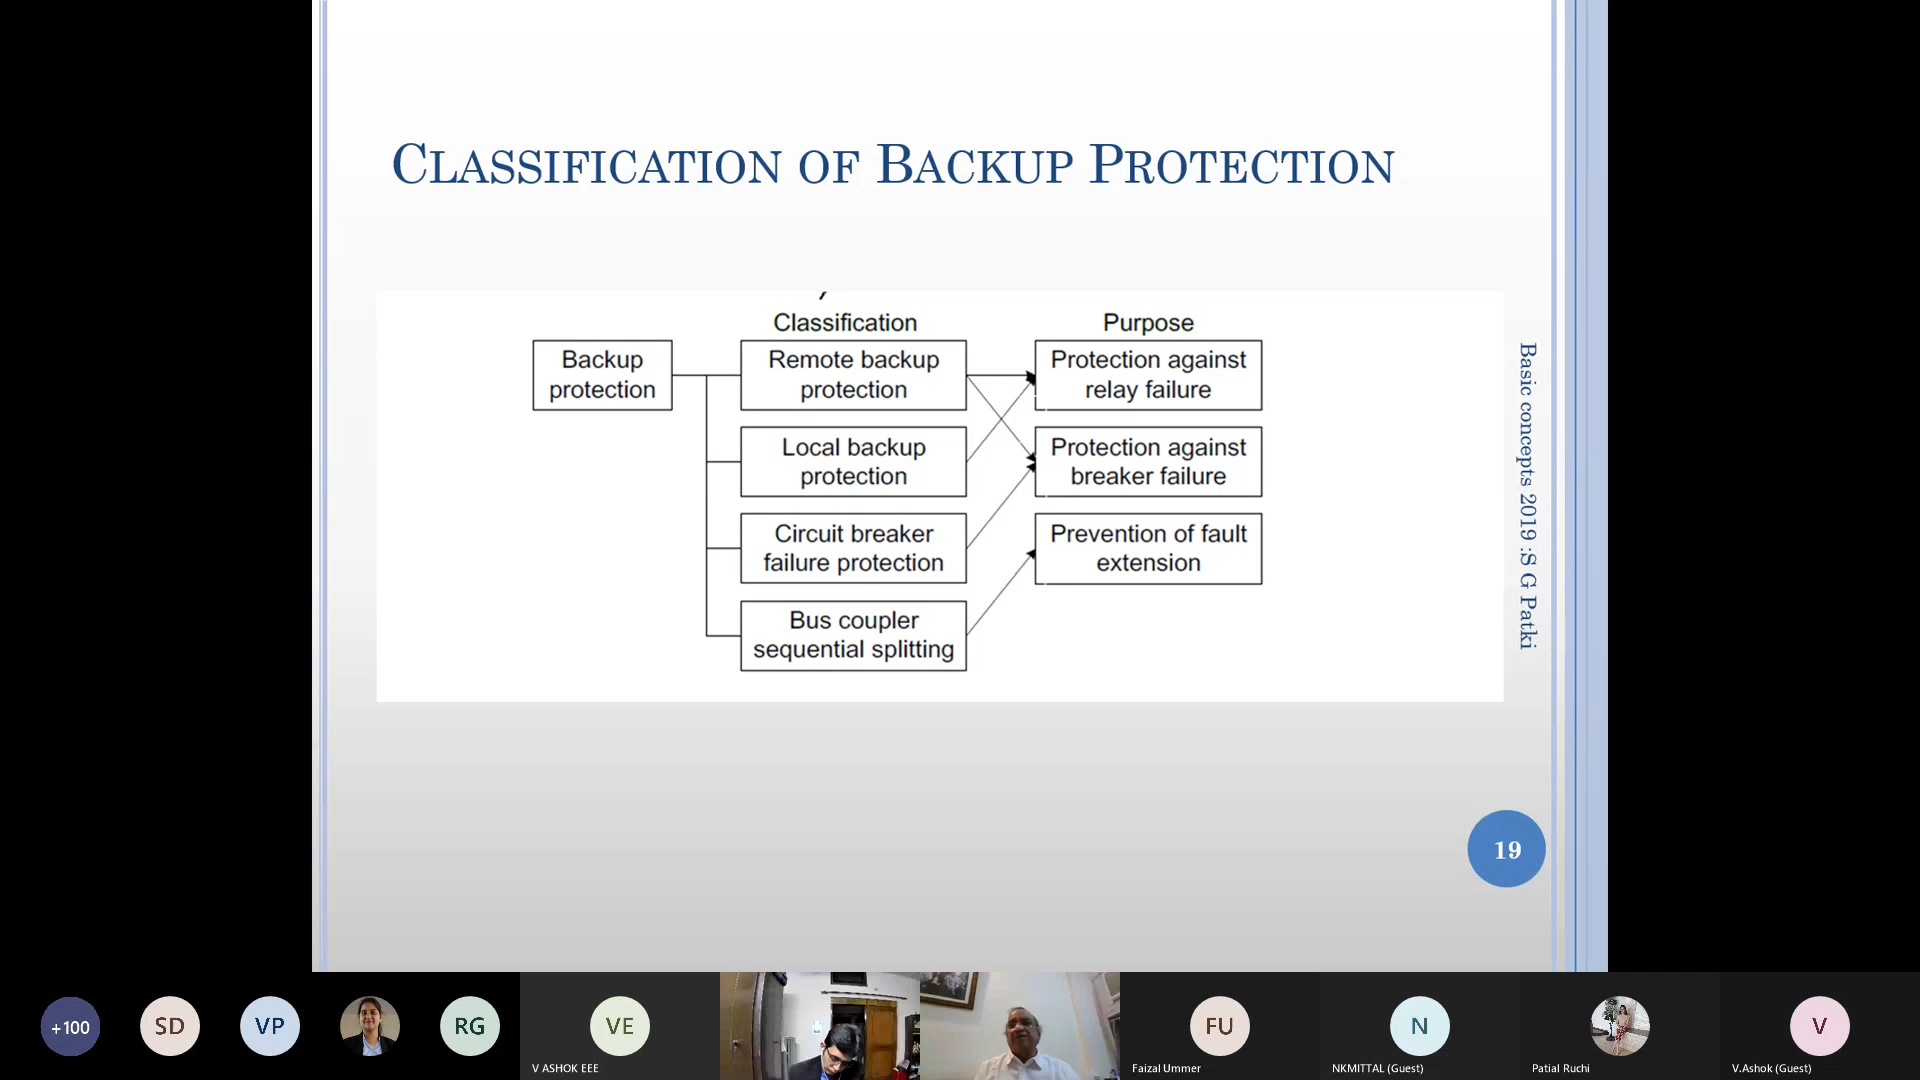 CLASSIFICATION OF BACKUP PROTECTION
Classification
Purpose
Backup
protection
Remote backup
protection
Protection against
relay failure
Local backup
protection
Protection against
breaker failure
Circuit breaker
failure protection
Prevention of fault
extension
Bus coupler
sequential splitting
Basic concepts 2019 :S G Patki
19
+100
SD
VP
RG
VE
V ASHOK EEE
FU
Faizal Ummer
N
NKMITTAL (Guest)
Patial Ruchi
V
V.Ashok (Guest)